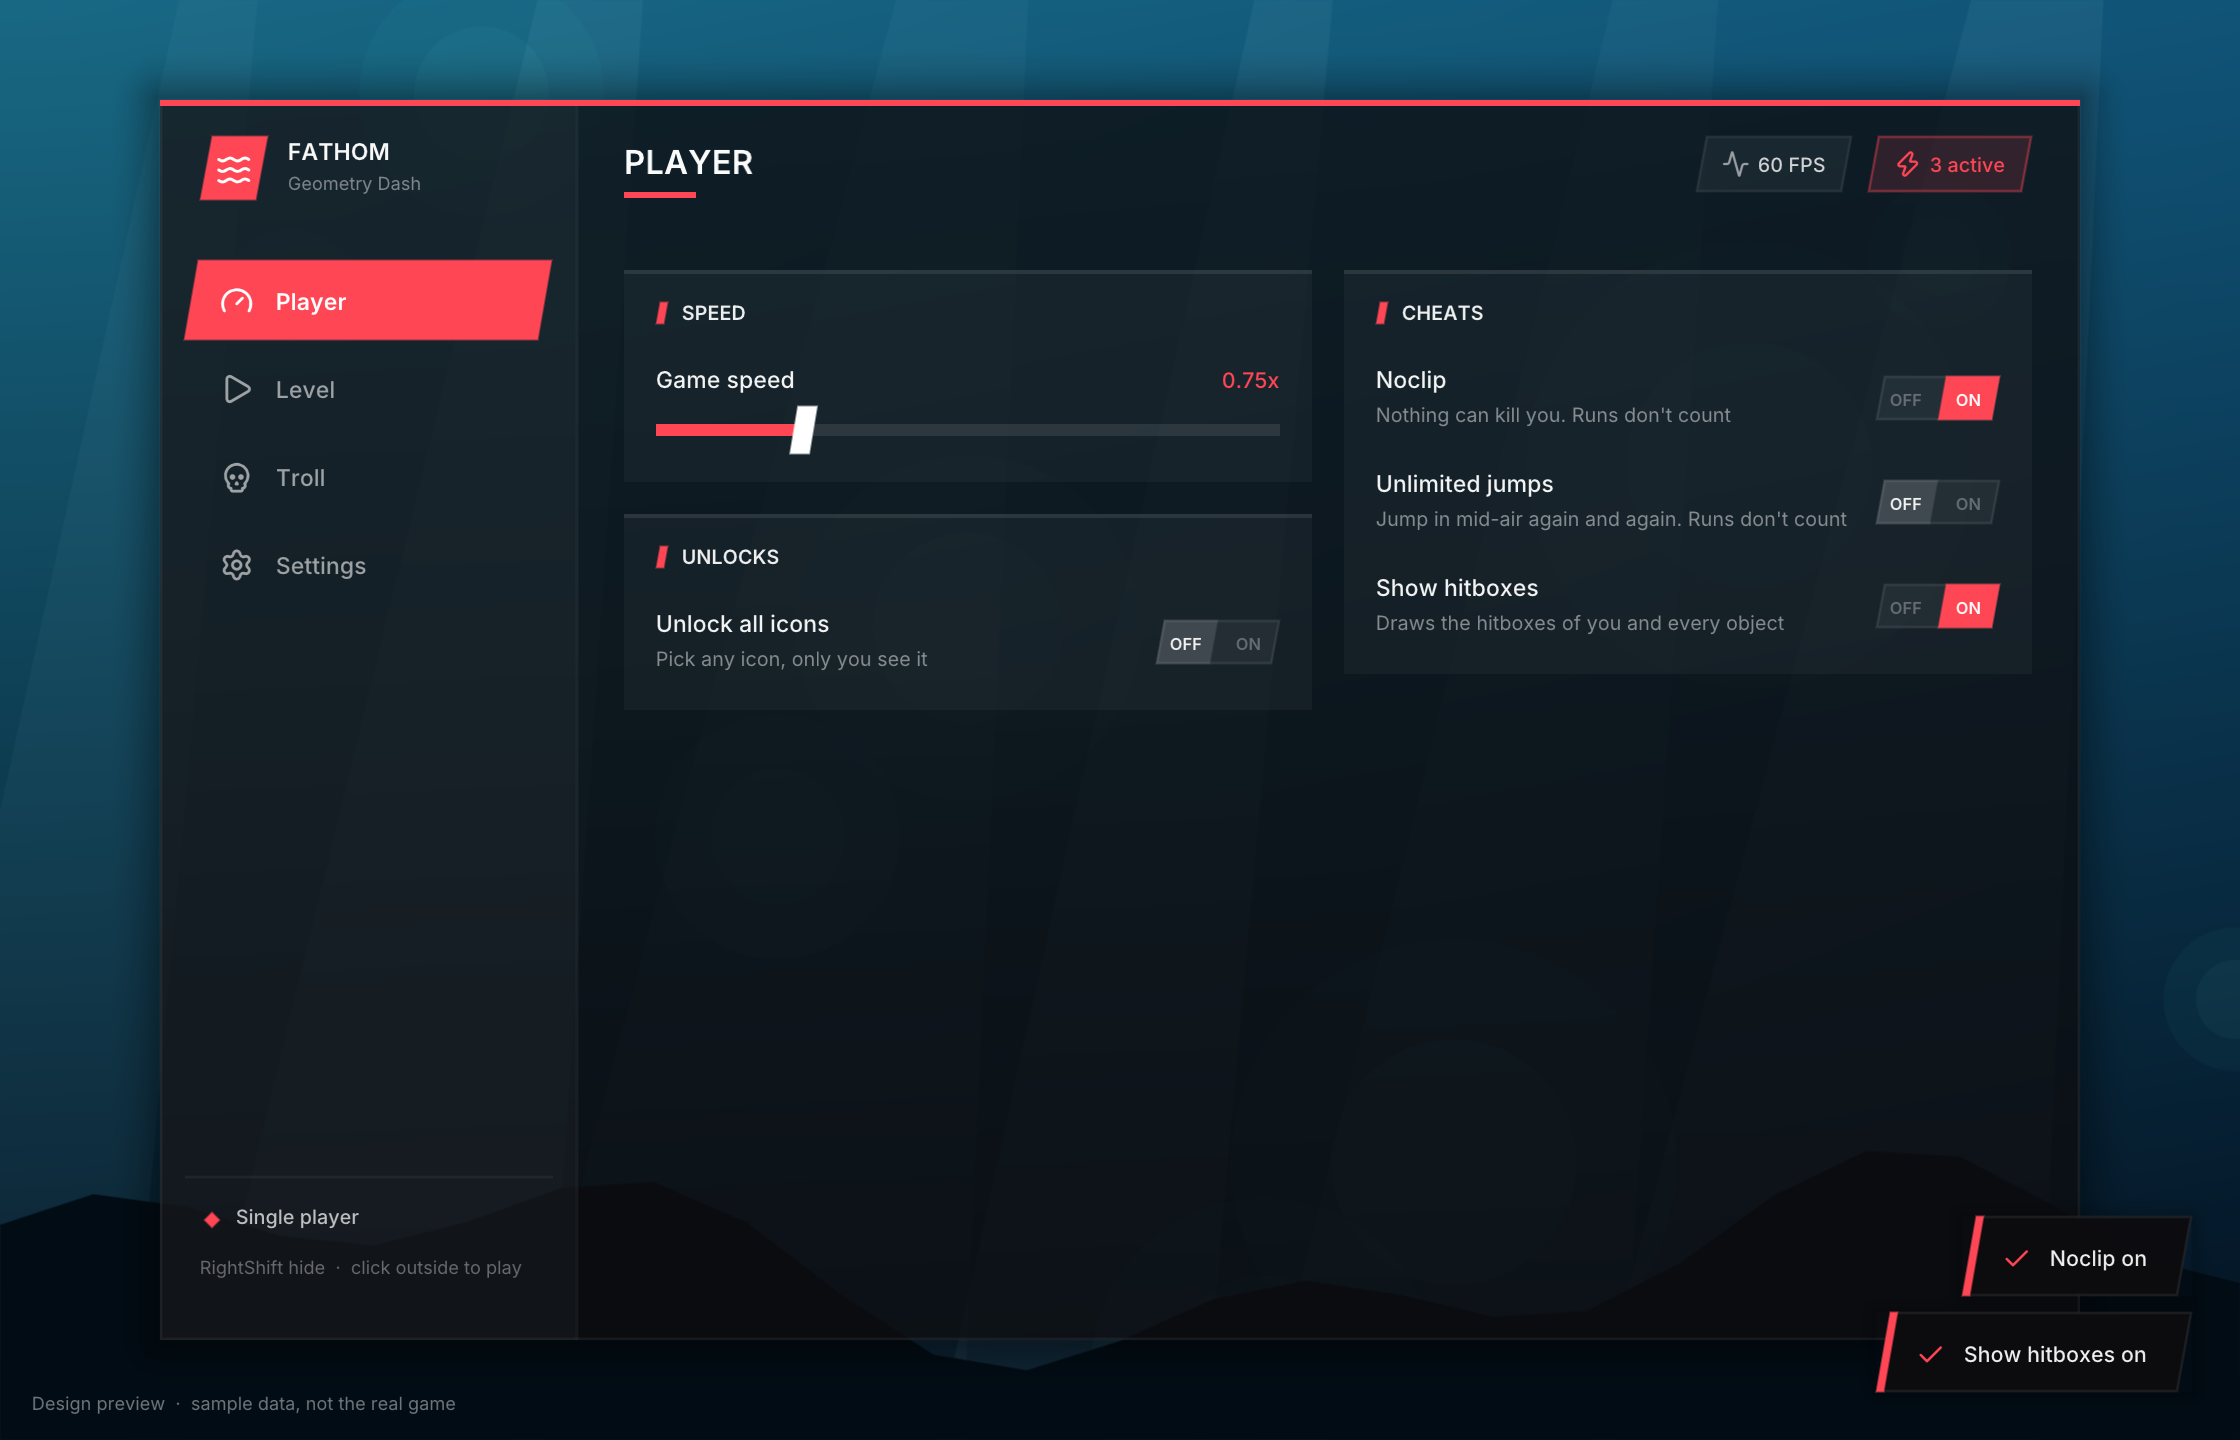 FATHOM
Geometry Dash
Player
Level
Troll
Settings
Single player
RightShift hide · click outside to play
PLAYER
60 FPS
3 active
SPEED
Game speed
0.75x
UNLOCKS
Unlock all icons
Pick any icon, only you see it
OFF ON
CHEATS
Noclip
Nothing can kill you. Runs don't count
OFF ON
Unlimited jumps
Jump in mid-air again and again. Runs don't count
OFF ON
Show hitboxes
Draws the hitboxes of you and every object
OFF ON
Noclip on
Show hitboxes on
Design preview · sample data, not the real game